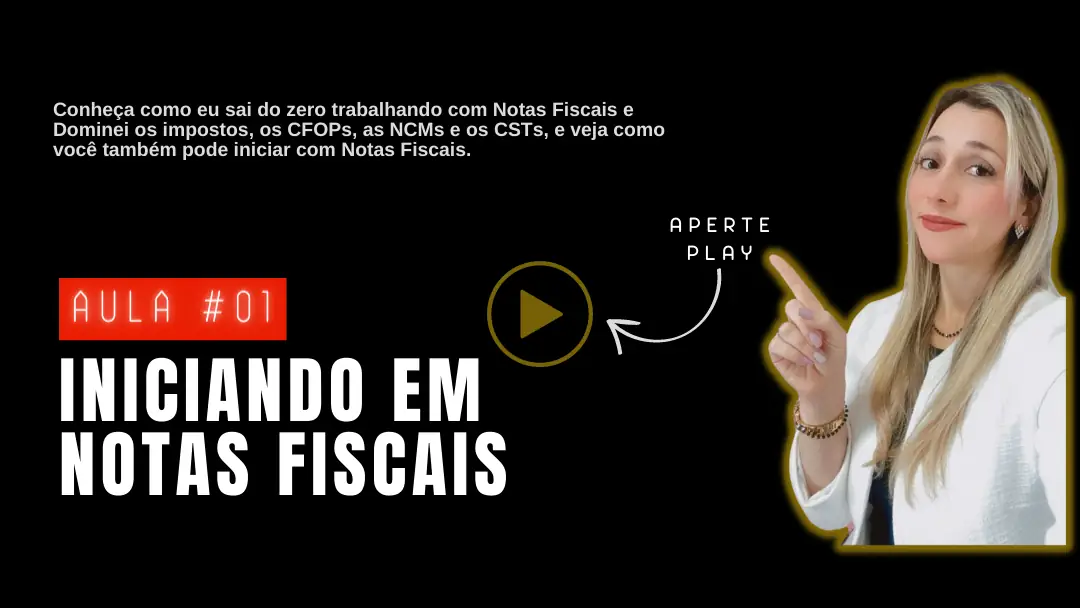 Conheça como eu sai do zero trabalhando com Notas Fiscais e
Dominei os impostos, os CFOPs, as NCMs e os CSTs, e veja como
você também pode iniciar com Notas Fiscais.
APERTE
PLAY
AULA #01
INICIANDO EM
NOTAS FISCAIS